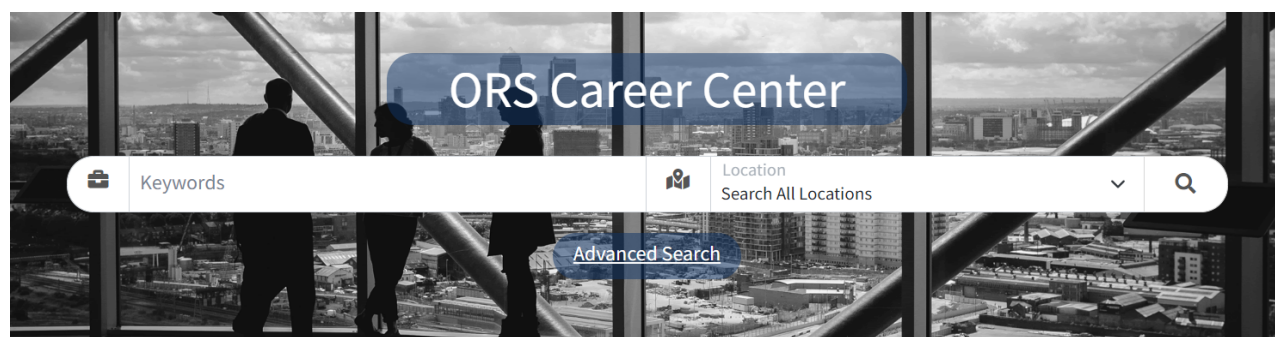 ORS Career Center
Keywords
Location
Search All Locations
Advanced Search